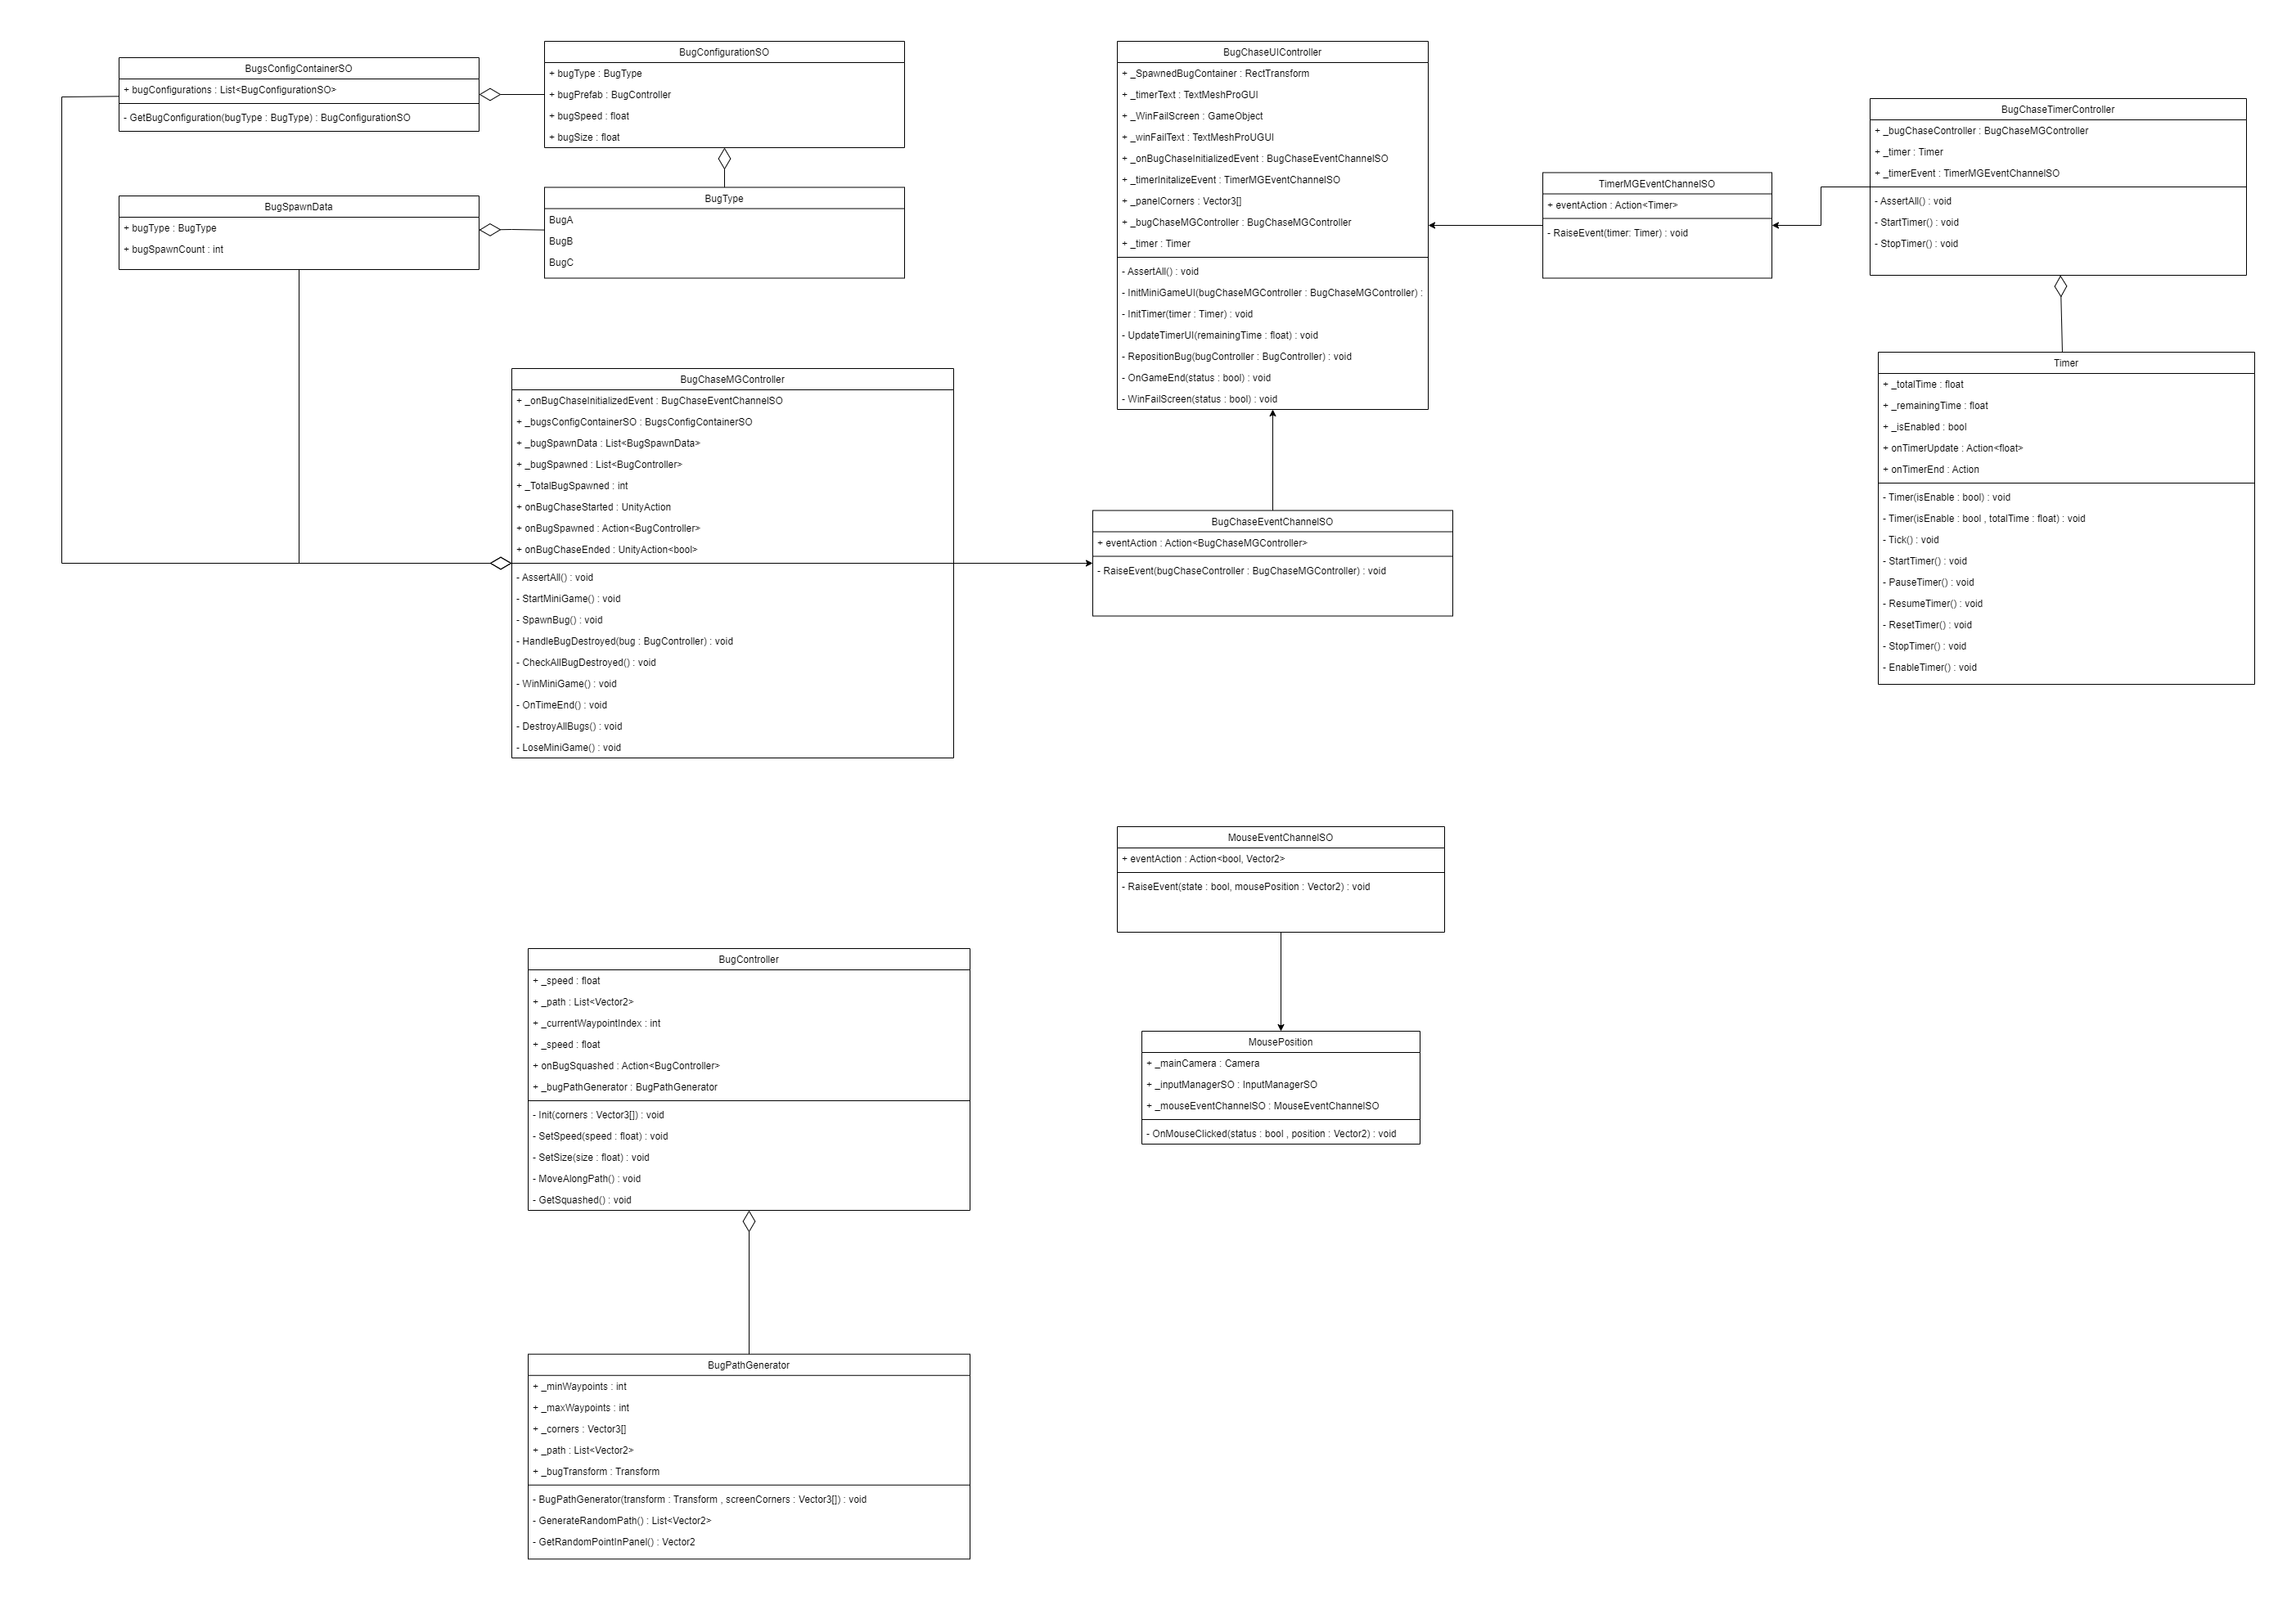 BugsConfigContainerSO
+ bugConfigurations : List<BugConfigurationSO>
- GetBugConfiguration(bugType : BugType) : BugConfigurationSO
BugConfigurationSO
+ bugType : BugType
+ bugPrefab : BugController
+ bugSpeed : float
+ bugSize : float
BugSpawnData
+ bugType : BugType
+ bugSpawnCount : int
BugType
BugA
BugB
BugC
BugChaseUIController
+ _SpawnedBugContainer : RectTransform
+ _timerText : TextMeshProGUI
+ _WinFailScreen : GameObject
+ _winFailText : TextMeshProUGUI
+ _onBugChaseInitializedEvent : BugChaseEventChannelSO
+ _timerInitalizeEvent : TimerMGEventChannelSO
+ _panelCorners : Vector3[]
+ _bugChaseMGController : BugChaseMGController
+ _timer : Timer
- AssertAll() : void
- InitMiniGameUI(bugChaseMGController : BugChaseMGController) :
- InitTimer(timer : Timer) : void
- UpdateTimerUI(remainingTime : float) : void
- RepositionBug(bugController : BugController) : void
- OnGameEnd(status : bool) : void
- WinFailScreen(status : bool) : void
TimerMGEventChannelSO
+ eventAction : Action<Timer>
- RaiseEvent(timer: Timer) : void
BugChaseTimerController
+ _bugChaseController : BugChaseMGController
+ _timer : Timer
+ _timerEvent : TimerMGEventChannelSO
- AssertAll() : void
- StartTimer() : void
- StopTimer() : void
Timer
+ _totalTime : float
+ _remainingTime : float
+ _isEnabled : bool
+ onTimerUpdate : Action<float>
+ onTimerEnd : Action
- Timer(isEnable : bool) : void
- Timer(isEnable : bool , totalTime : float) : void
- Tick() : void
- StartTimer() : void
- PauseTimer() : void
- ResumeTimer() : void
- ResetTimer() : void
- StopTimer() : void
- EnableTimer() : void
BugChaseMGController
+ _onBugChaseInitializedEvent : BugChaseEventChannelSO
+ _bugsConfigContainerSO : BugsConfigContainerSO
+ _bugSpawnData : List<BugSpawnData>
+ _bugSpawned : List<BugController>
+ _TotalBugSpawned : int
+ onBugChaseStarted : UnityAction
+ onBugSpawned : Action<BugController>
+ onBugChaseEnded : UnityAction<bool>
- AssertAll() : void
- StartMiniGame() : void
- SpawnBug() : void
- HandleBugDestroyed(bug : BugController) : void
- CheckAllBugDestroyed() : void
- WinMiniGame() : void
- OnTimeEnd() : void
- DestroyAllBugs() : void
- LoseMiniGame() : void
BugChaseEventChannelSO
+ eventAction : Action<BugChaseMGController>
- RaiseEvent(bugChaseController : BugChaseMGController) : void
MouseEventChannelSO
+ eventAction : Action<bool, Vector2>
- RaiseEvent(state : bool, mousePosition : Vector2) : void
MousePosition
+ _mainCamera : Camera
+ _inputManagerSO : InputManagerSO
+ _mouseEventChannelSO : MouseEventChannelSO
- OnMouseClicked(status : bool , position : Vector2) : void
BugController
+ _speed : float
+ _path : List<Vector2>
+ _currentWaypointIndex : int
+ _speed : float
+ onBugSquashed : Action<BugController>
+ _bugPathGenerator : BugPathGenerator
- Init(corners : Vector3[]) : void
- SetSpeed(speed : float) : void
- SetSize(size : float) : void
- MoveAlongPath() : void
- GetSquashed() : void
BugPathGenerator
+ _minWaypoints : int
+ _maxWaypoints : int
+ _corners : Vector3[]
+ _path : List<Vector2>
+ _bugTransform : Transform
- BugPathGenerator(transform : Transform , screenCorners : Vector3[]) : void
- GenerateRandomPath() : List<Vector2>
- GetRandomPointInPanel() : Vector2